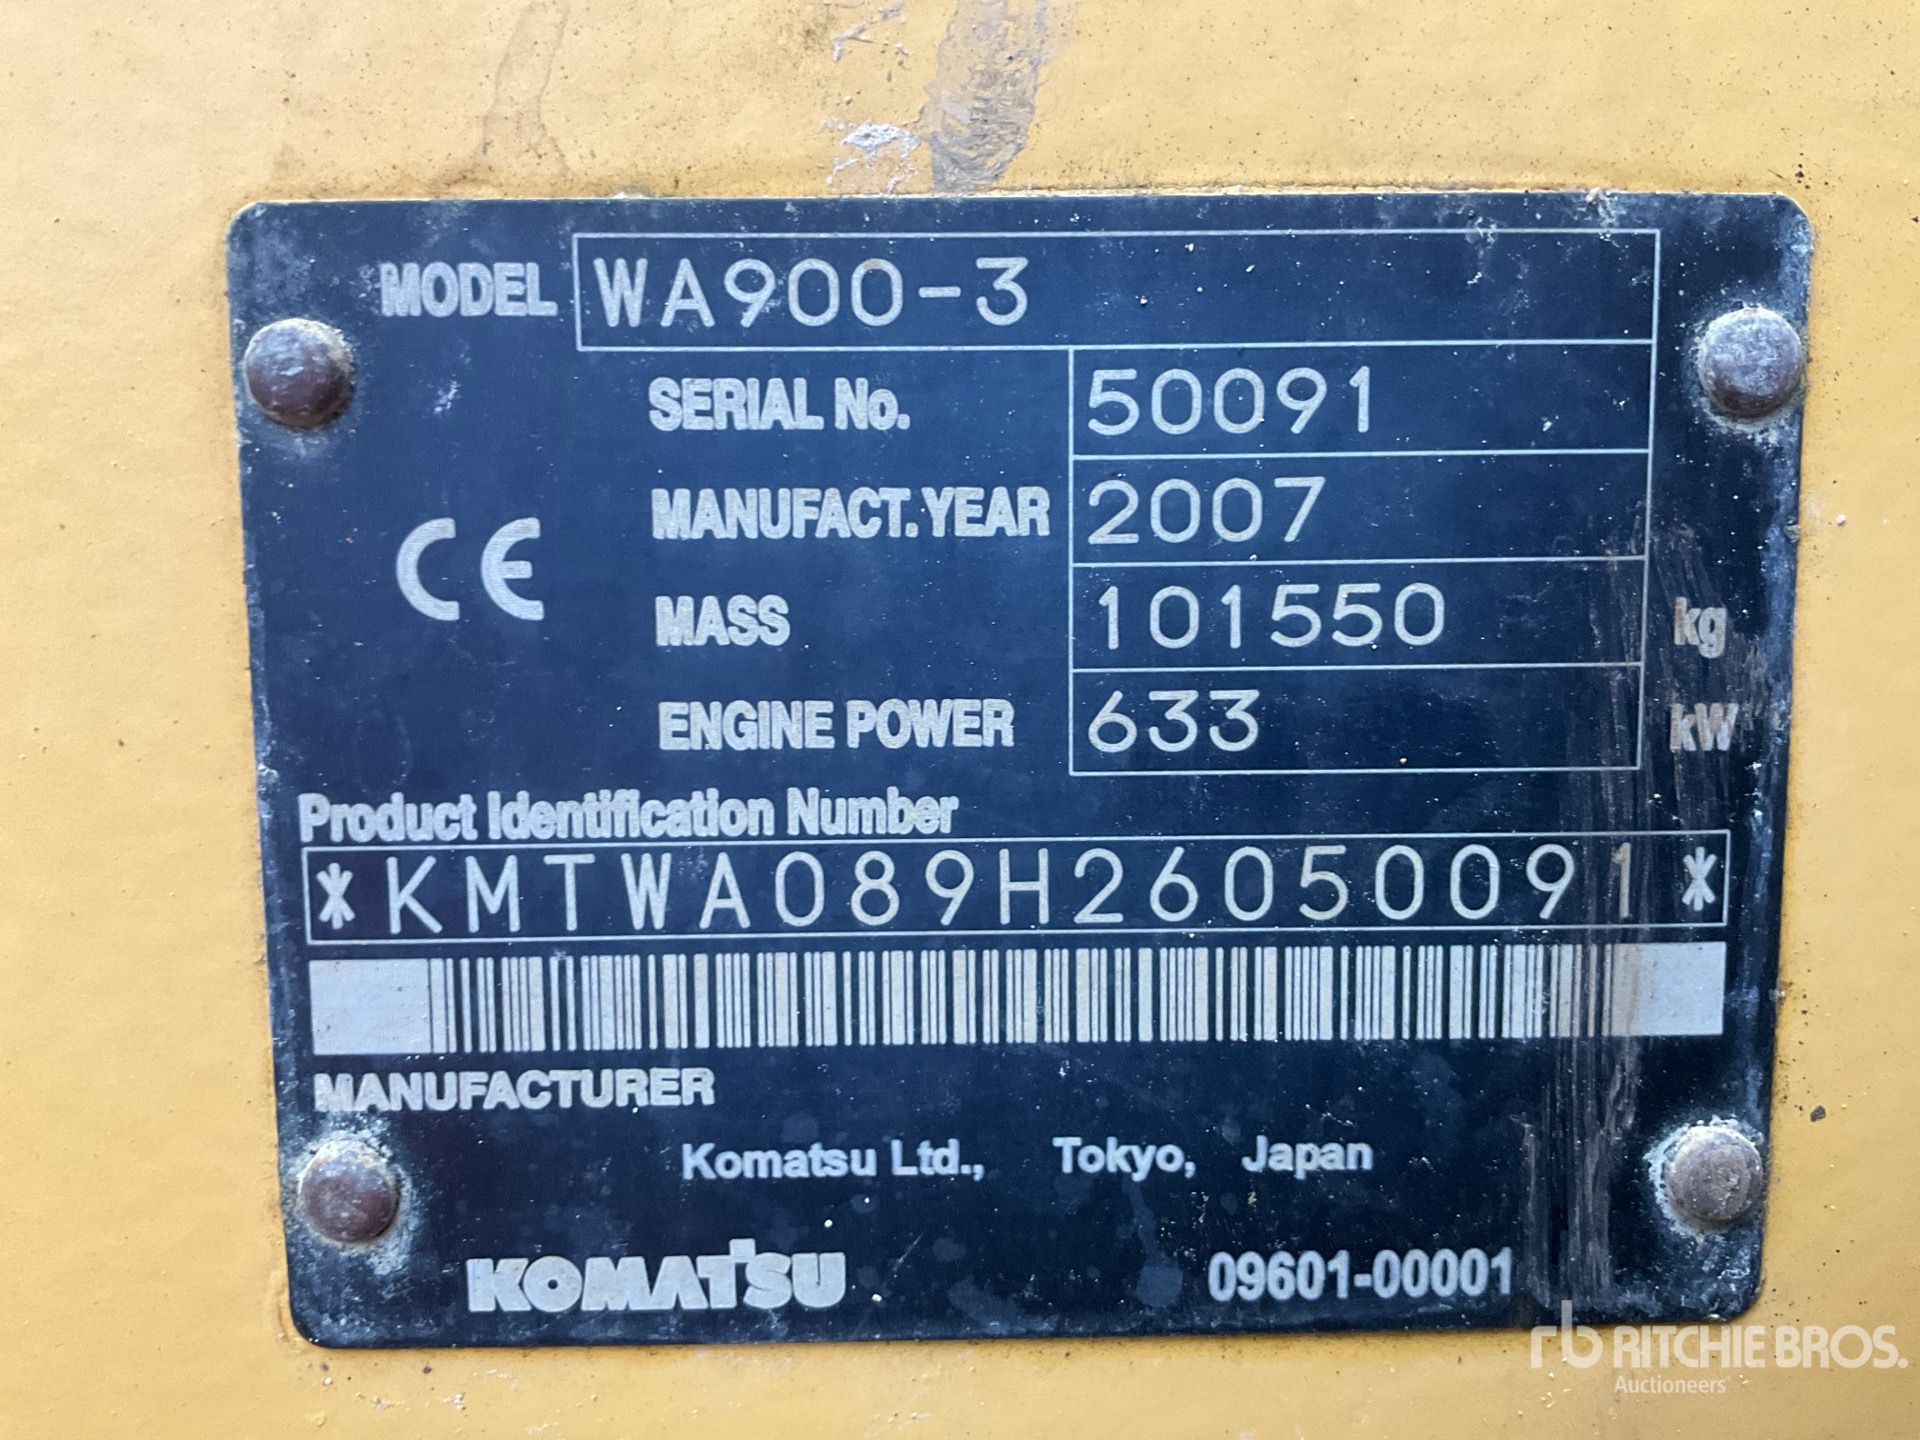 MODEL WA900-3
SERIAL No. 50091
MANUFACT. YEAR 2007
CE
MASS 101550 kg
ENGINE POWER 633 kW
Product Identification Number
*KMTWA089H26050091*
MANUFACTURER
Komatsu Ltd., Tokyo, Japan
KOMATSU 09601-00001
rb RITCHIE BROS.
Auctioneers